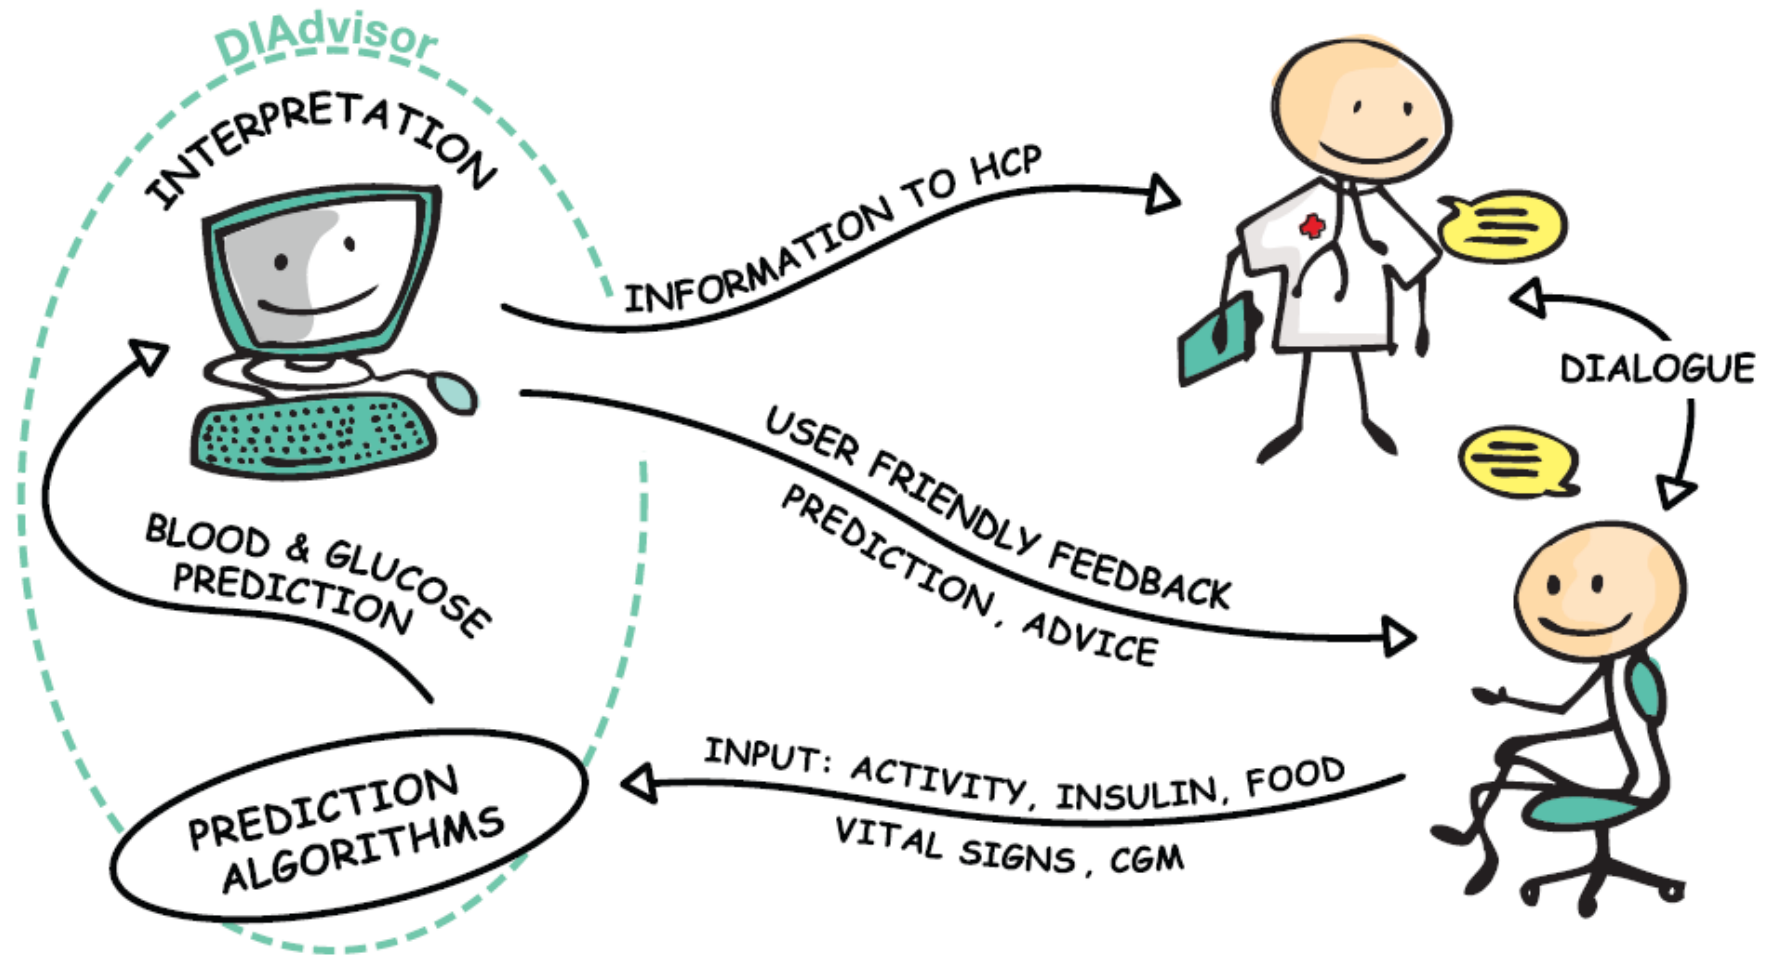 DIAdvisor
INTERPRETATION
INFORMATION TO HCP
DIALOGUE
USER FRIENDLY FEEDBACK
PREDICTION, ADVICE
BLOOD & GLUCOSE
PREDICTION
INPUT: ACTIVITY, INSULIN, FOOD
VITAL SIGNS, CGM
PREDICTION
ALGORITHMS